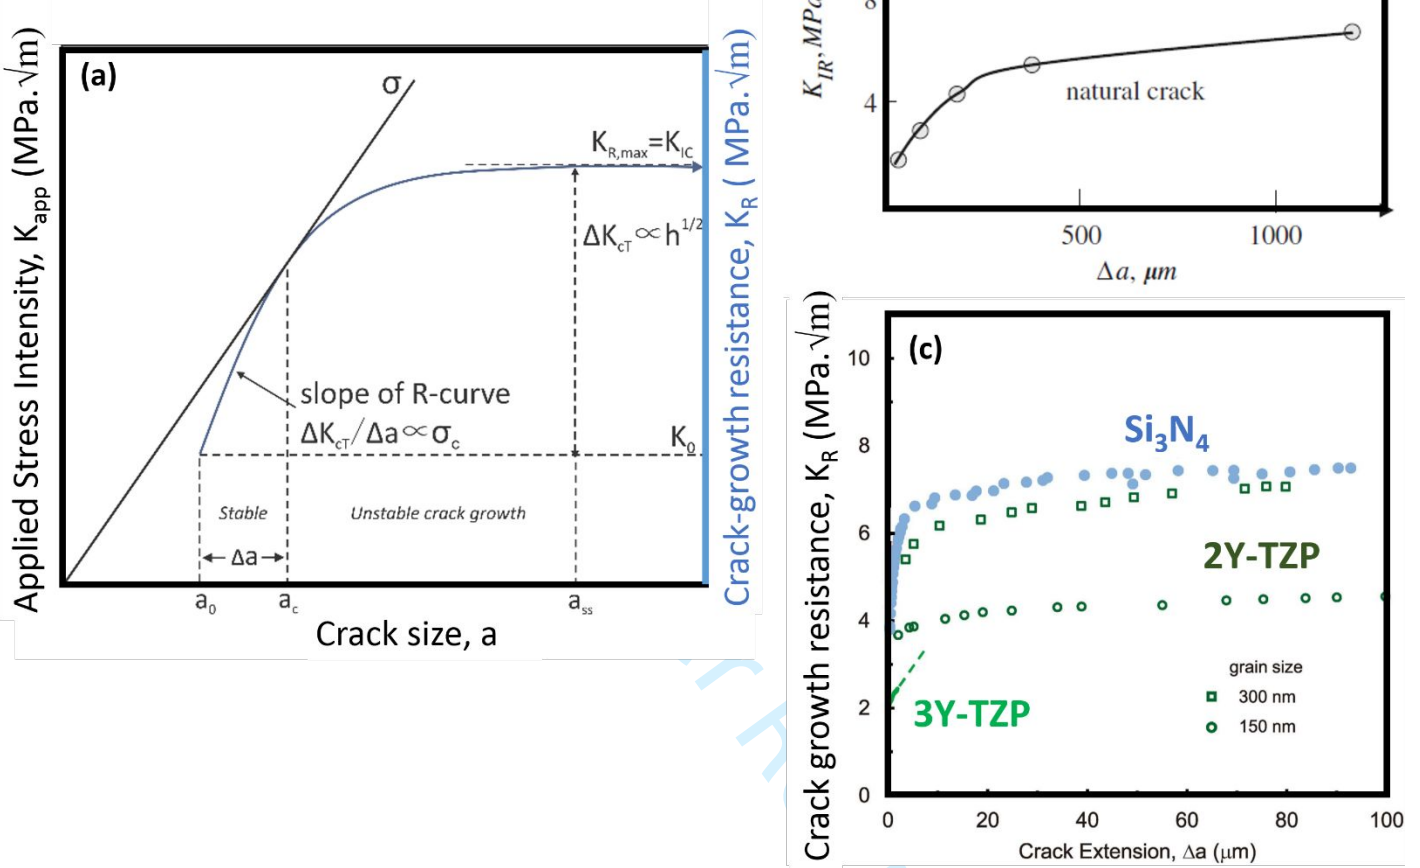 Applied Stress Intensity, K_app (MPa.√m)
(a)
σ
K_R,max=K_IC
ΔK_cT∝h^1/2
slope of R-curve
ΔK_cT/Δa∝σ_c
K_0
Stable
Unstable crack growth
Δa
a_0
a_c
a_ss
Crack size, a
Crack-growth resistance, K_R ( MPa.√m)
8
4
K_IR, MPa
natural crack
500
1000
Δa, μm
Crack growth resistance, K_R (MPa.√m)
(c)
10
8
6
4
2
0
Si₃N₄
2Y-TZP
3Y-TZP
grain size
300 nm
150 nm
0
20
40
60
80
100
Crack Extension, Δa (μm)